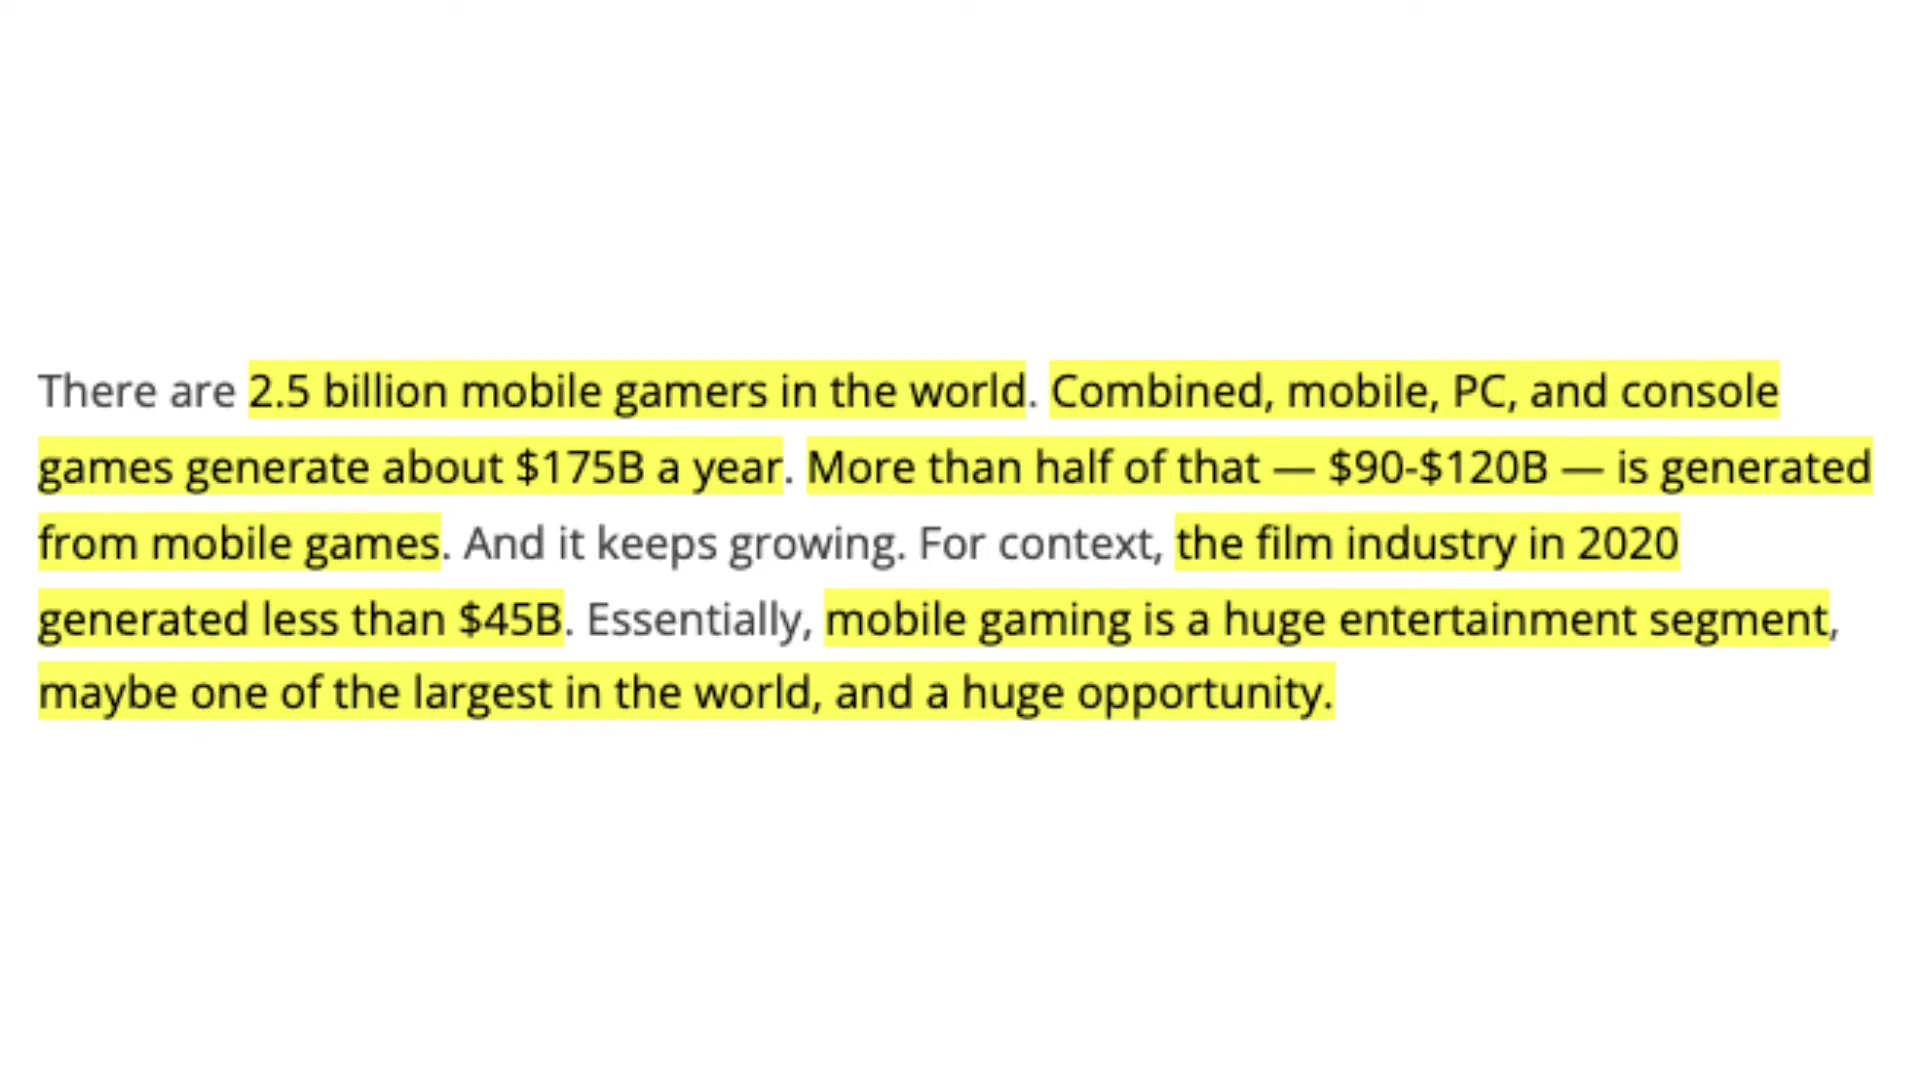 There are 2.5 billion mobile gamers in the world. Combined, mobile, PC, and console
games generate about $175B a year. More than half of that — $90-$120B — is generated
from mobile games. And it keeps growing. For context, the film industry in 2020
generated less than $45B. Essentially, mobile gaming is a huge entertainment segment,
maybe one of the largest in the world, and a huge opportunity.